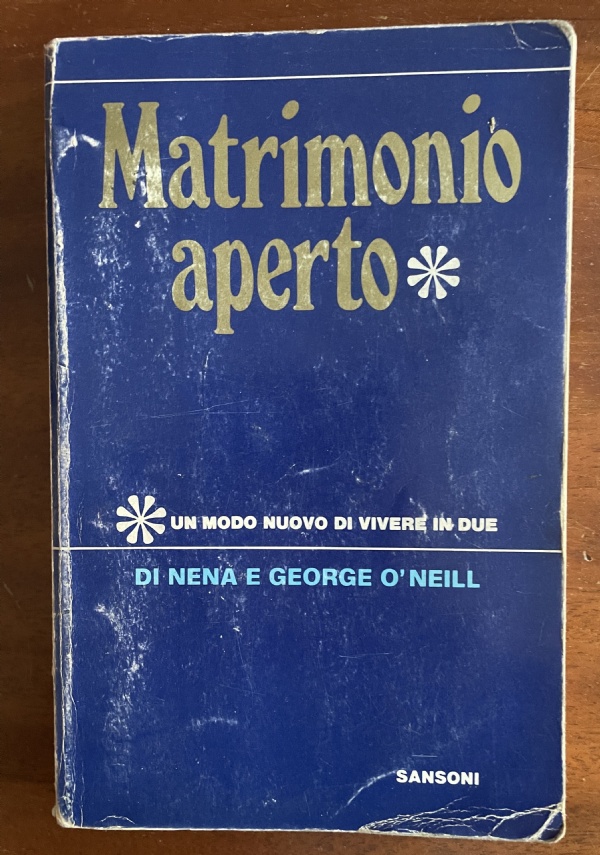 Matrimonio
aperto*
* UN MODO NUOVO DI VIVERE IN DUE
DI NENA E GEORGE O'NEILL
SANSONI